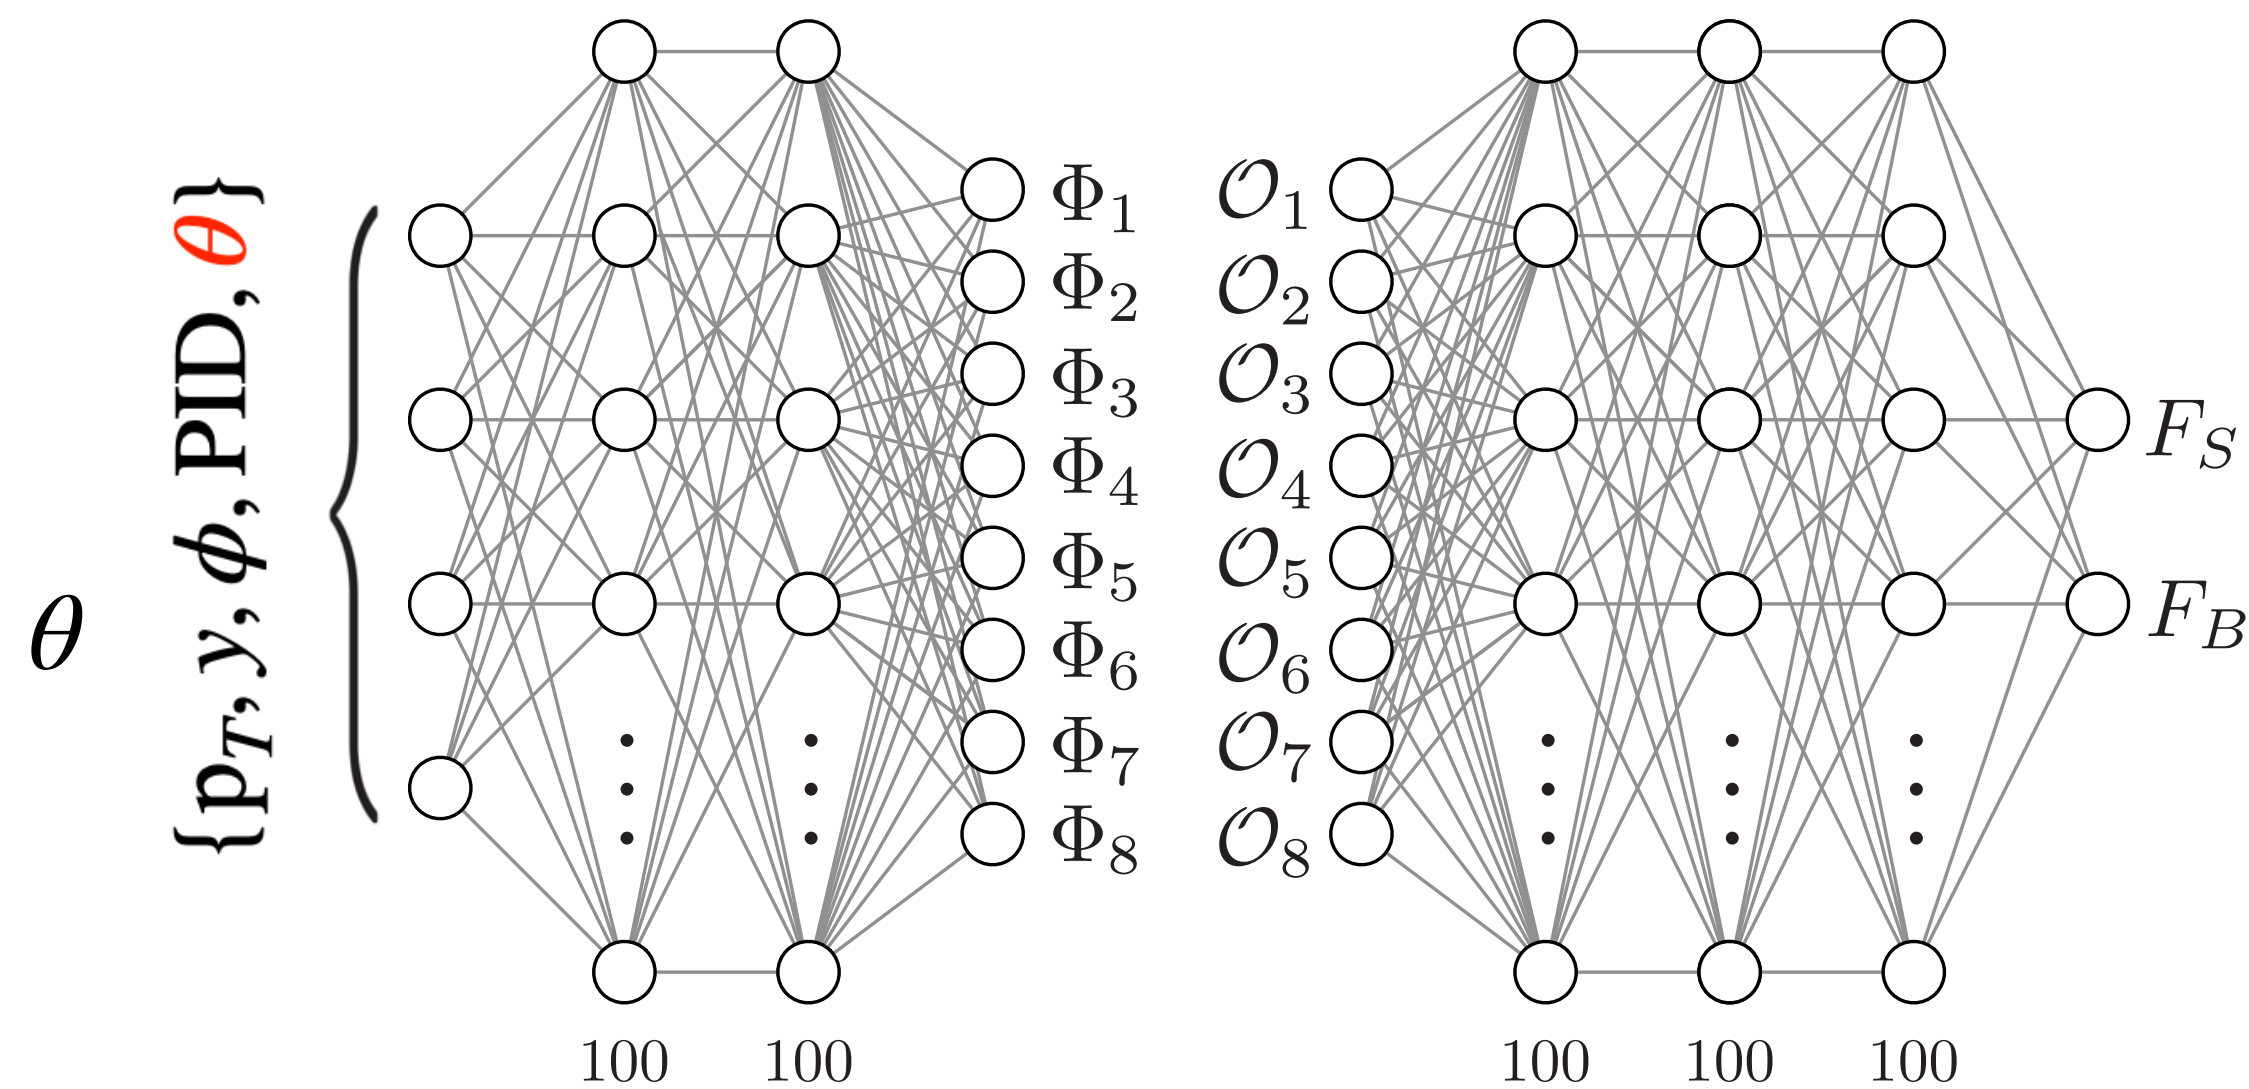 θ
{p_T, y, ϕ, PID, θ}
Φ₁
Φ₂
Φ₃
Φ₄
Φ₅
Φ₆
Φ₇
Φ₈
𝒪₁
𝒪₂
𝒪₃
𝒪₄
𝒪₅
𝒪₆
𝒪₇
𝒪₈
F_S
F_B
100 100
100 100 100